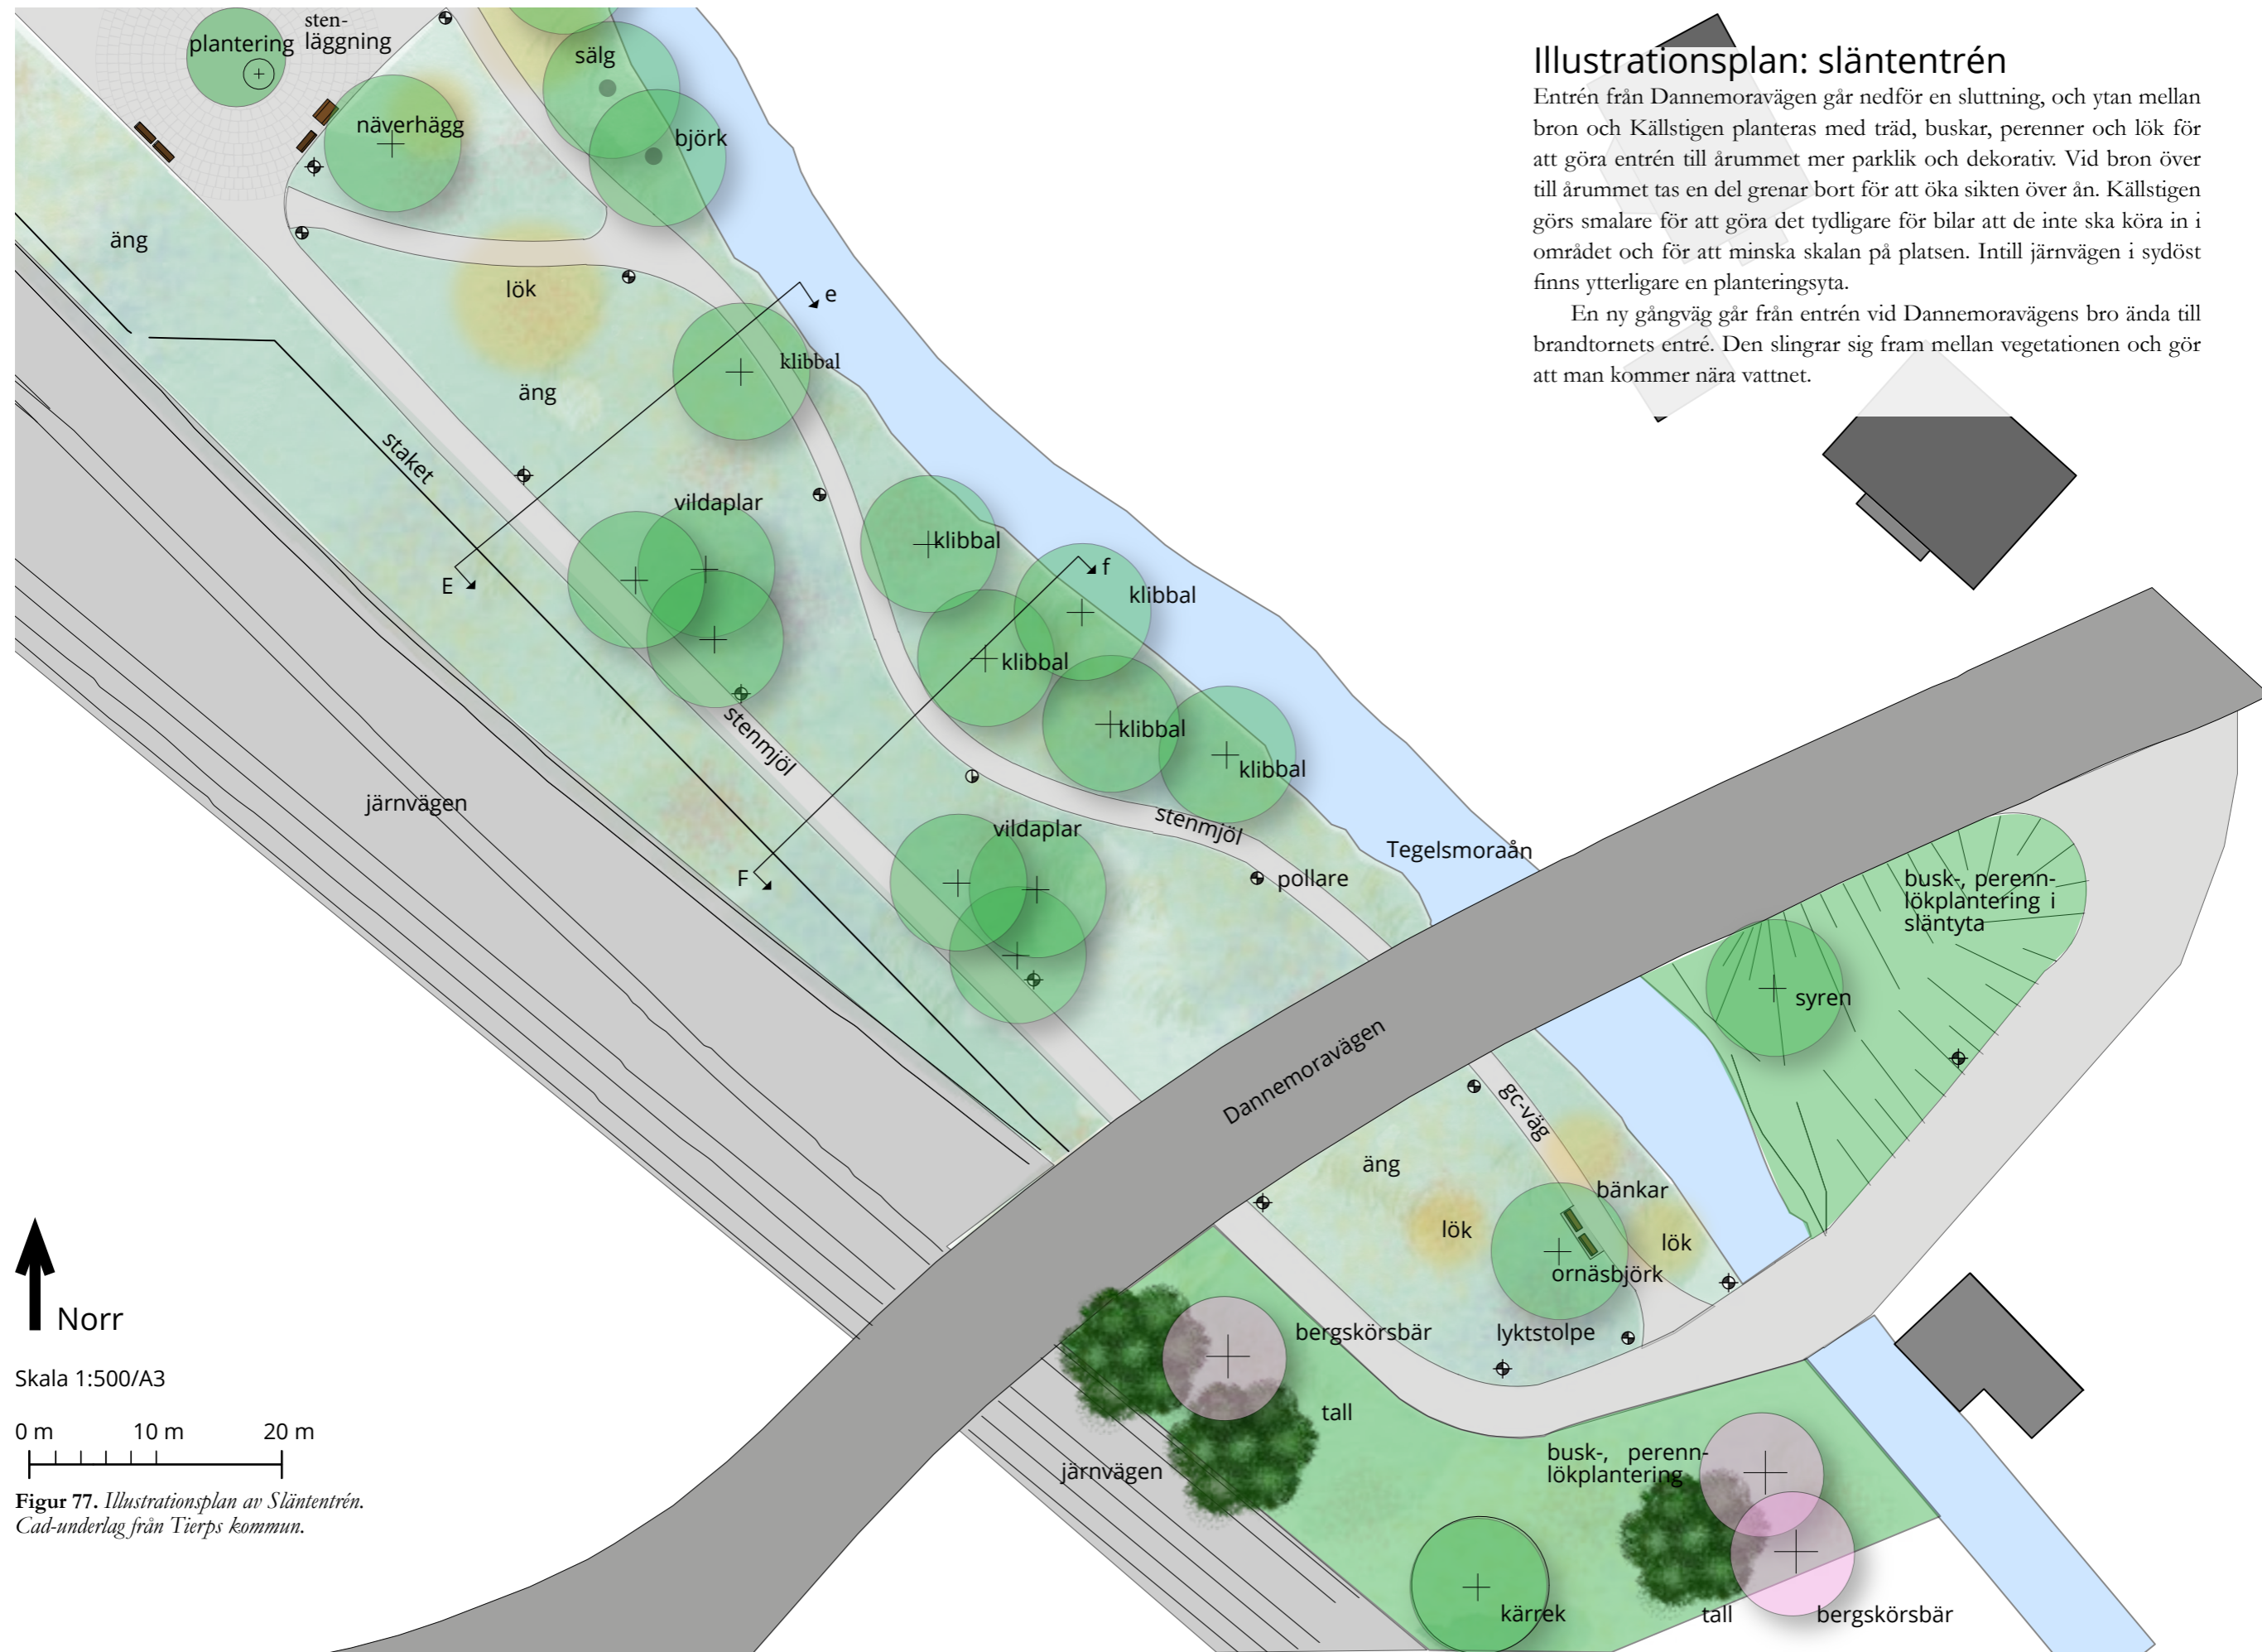 Illustrationsplan: släntentrén
Entrén från Dannemoravägen går nedför en sluttning, och ytan mellan
bron och Källstigen planteras med träd, buskar, perenner och lök för
att göra entrén till årummet mer parklik och dekorativ. Vid bron över
till årummet tas en del grenar bort för att öka sikten över ån. Källstigen
görs smalare för att göra det tydligare för bilar att de inte ska köra in i
området och för att minska skalan på platsen. Intill järnvägen i sydöst
finns ytterligare en planteringsyta.
En ny gångväg går från entrén vid Dannemoravägens bro ända till
brandtornets entré. Den slingrar sig fram mellan vegetationen och gör
att man kommer nära vattnet.
plantering
sten-
läggning
sälg
näverhägg
björk
äng
lök
e
klibbal
äng
staket
vildaplar
klibbal
E
f
klibbal
klibbal
stenmjöl
klibbal
klibbal
järnvägen
vildaplar
stenmjöl
Tegelsmoraån
F
pollare
busk-, perenn-
lökplantering i
släntyta
syren
Dannemoravägen
gc-väg
äng
bänkar
lök
lök
ornäsbjörk
bergskörsbär
lyktstolpe
tall
järnvägen
busk-, perenn-
lökplantering
kärrek
tall
bergskörsbär
Norr
Skala 1:500/A3
0 m 10 m 20 m
Figur 77. Illustrationsplan av Släntentrén.
Cad-underlag från Tierps kommun.